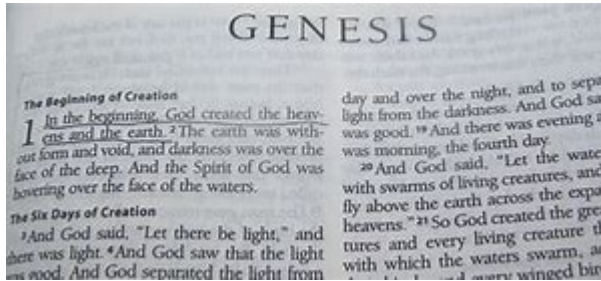 GENESIS
The Beginning of Creation
1 In the beginning, God created the heav-
ens and the earth. 2 The earth was with-
out form and void, and darkness was over the
face of the deep. And the Spirit of God was
hovering over the face of the waters.
The Six Days of Creation
3 And God said, "Let there be light," and
there was light. 4 And God saw that the light
was good. And God separated the light from
day and over the night, and to sepa
light from the darkness. And God sa
was good. 19 And there was evening a
was morning, the fourth day.
20 And God said, "Let the wate
with swarms of living creatures, and
fly above the earth across the expa
heavens." 21 So God created the grea
tures and every living creature th
with which the waters swarm, a
every winged bir